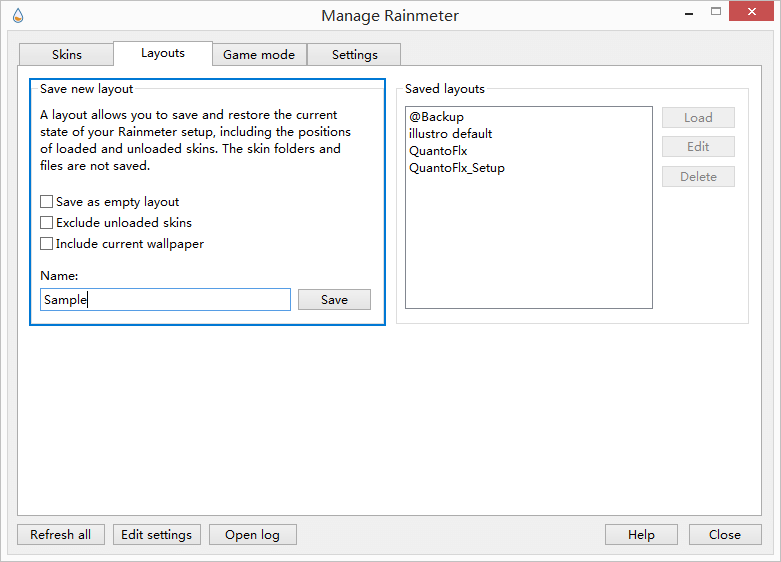 Manage Rainmeter
Skins
Layouts
Game mode
Settings
Save new layout
A layout allows you to save and restore the current
state of your Rainmeter setup, including the positions
of loaded and unloaded skins. The skin folders and
files are not saved.
Save as empty layout
Exclude unloaded skins
Include current wallpaper
Name:
Sample
Save
Saved layouts
@Backup
illustro default
QuantoFlx
QuantoFlx_Setup
Load
Edit
Delete
Refresh all
Edit settings
Open log
Help
Close